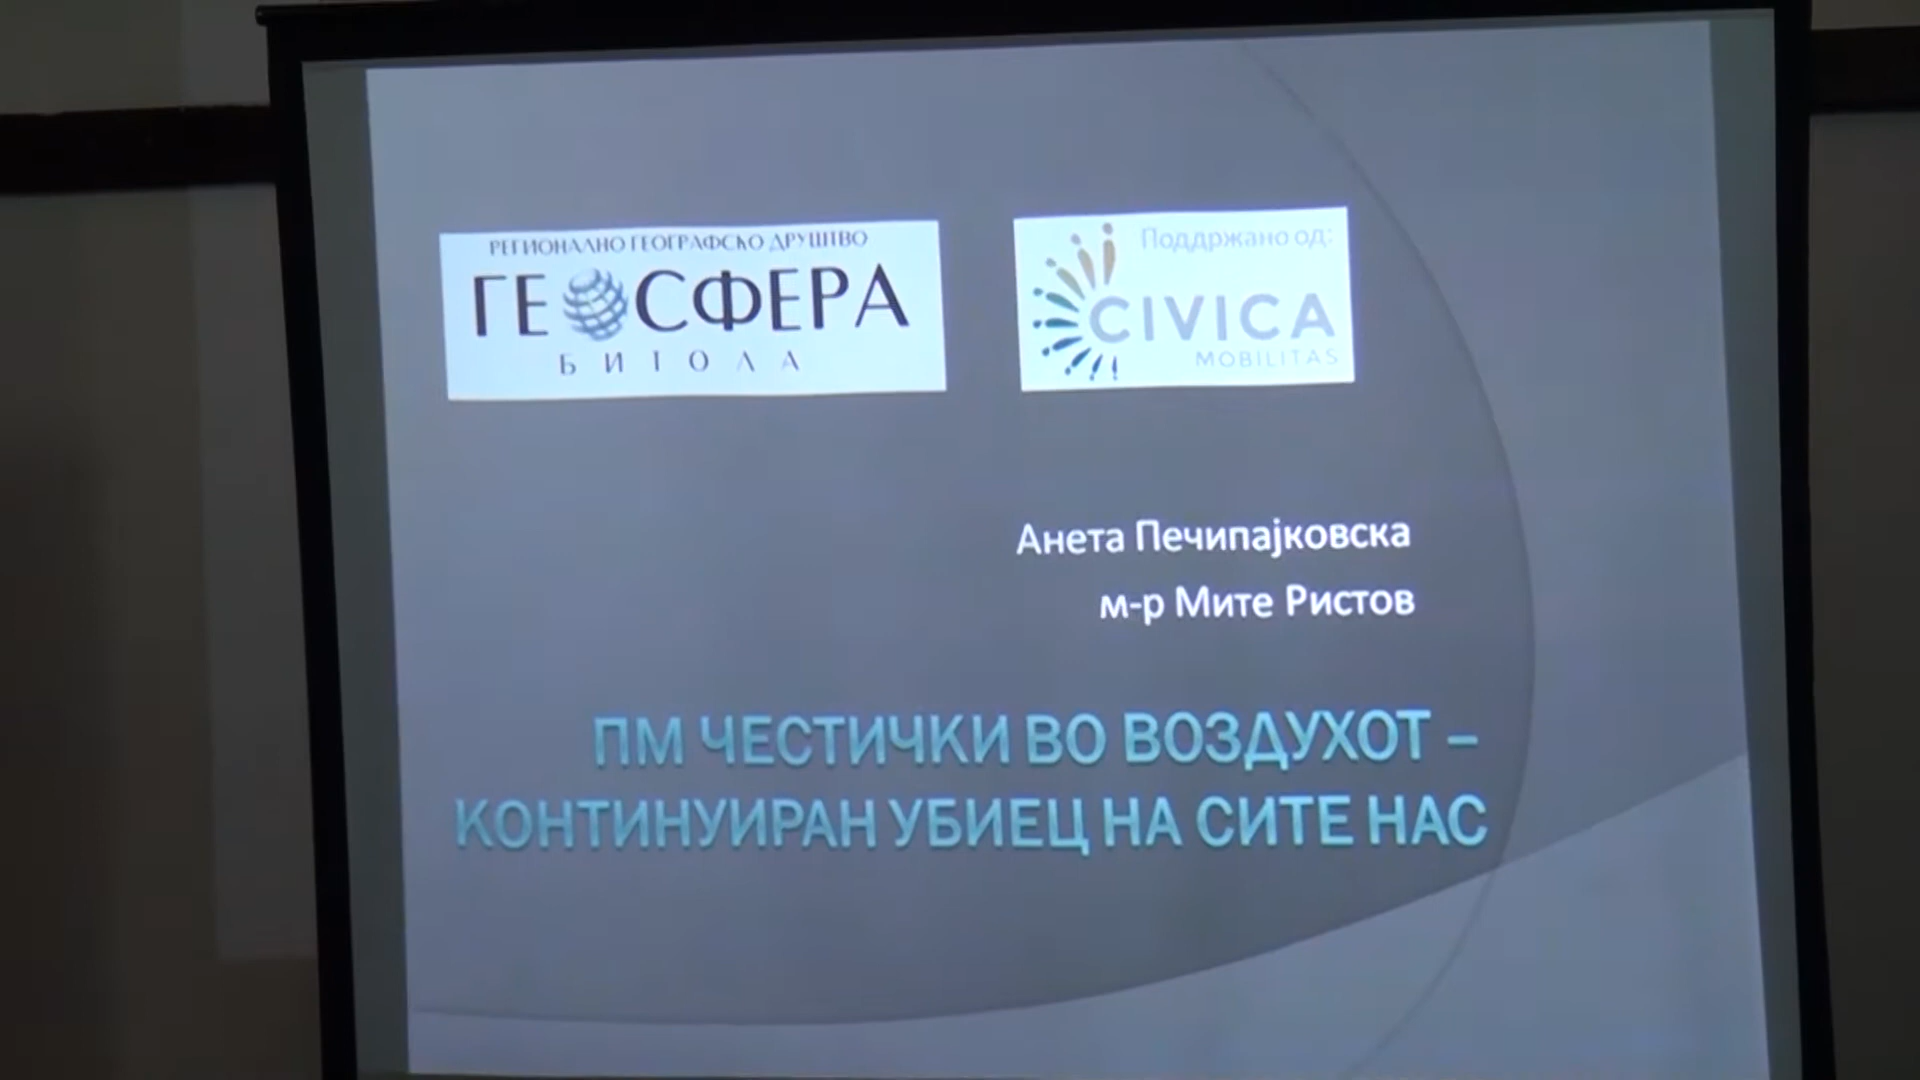 РЕГИОНАЛНО ГЕОГРАФСКО ДРУШТВО
ГЕОСФЕРА
БИТОЛА
Поддржано од:
CIVICA
MOBILITAS
Анета Печипајковска
м-р Мите Ристов
ПМ ЧЕСТИЧКИ ВО ВОЗДУХОТ –
КОНТИНУИРАН УБИЕЦ НА СИТЕ НАС